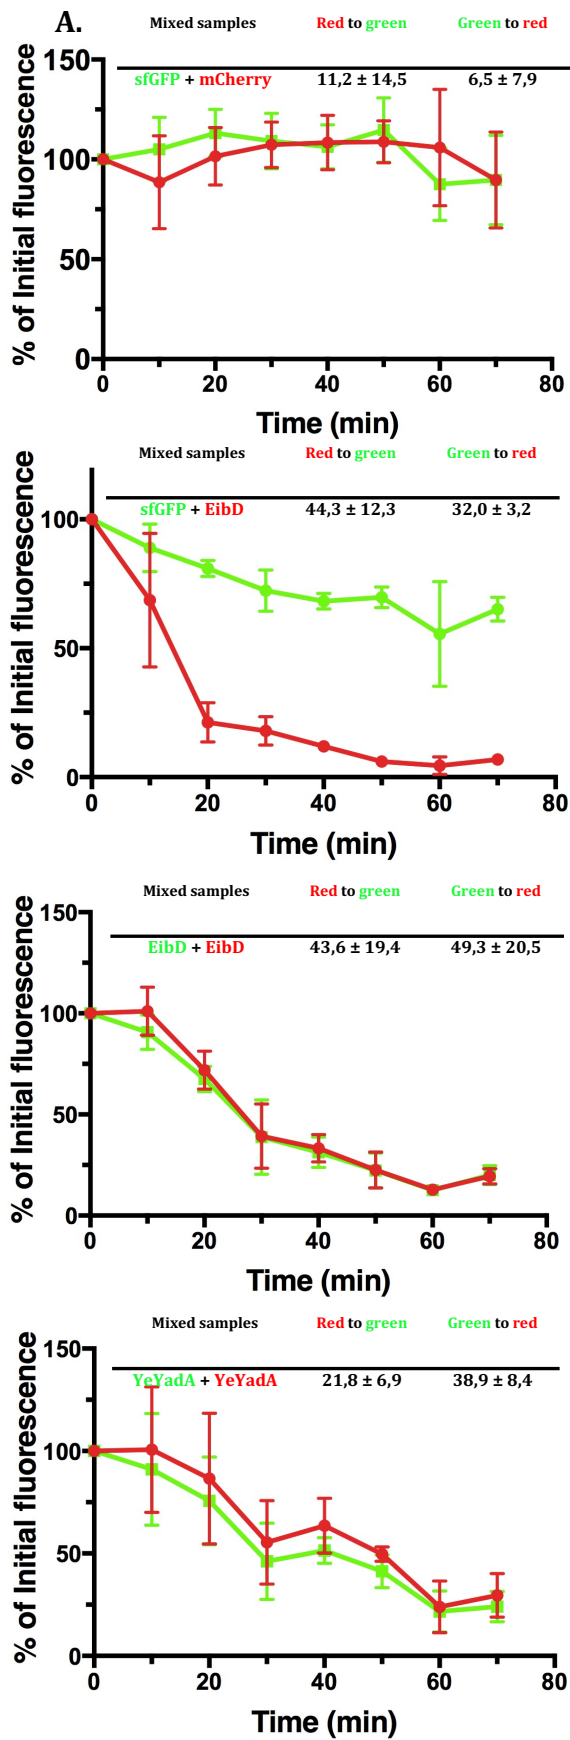 A.
Mixed samples Red to green Green to red
sfGFP + mCherry 11,2 ± 14,5 6,5 ± 7,9
% of Initial fluorescence
150
100
50
0
0 20 40 60 80
Time (min)
Mixed samples Red to green Green to red
sfGFP + EibD 44,3 ± 12,3 32,0 ± 3,2
% of Initial fluorescence
100
50
0
0 20 40 60 80
Time (min)
Mixed samples Red to green Green to red
EibD + EibD 43,6 ± 19,4 49,3 ± 20,5
% of Initial fluorescence
150
100
50
0
0 20 40 60 80
Time (min)
Mixed samples Red to green Green to red
YeYadA + YeYadA 21,8 ± 6,9 38,9 ± 8,4
% of Initial fluorescence
150
100
50
0
0 20 40 60 80
Time (min)